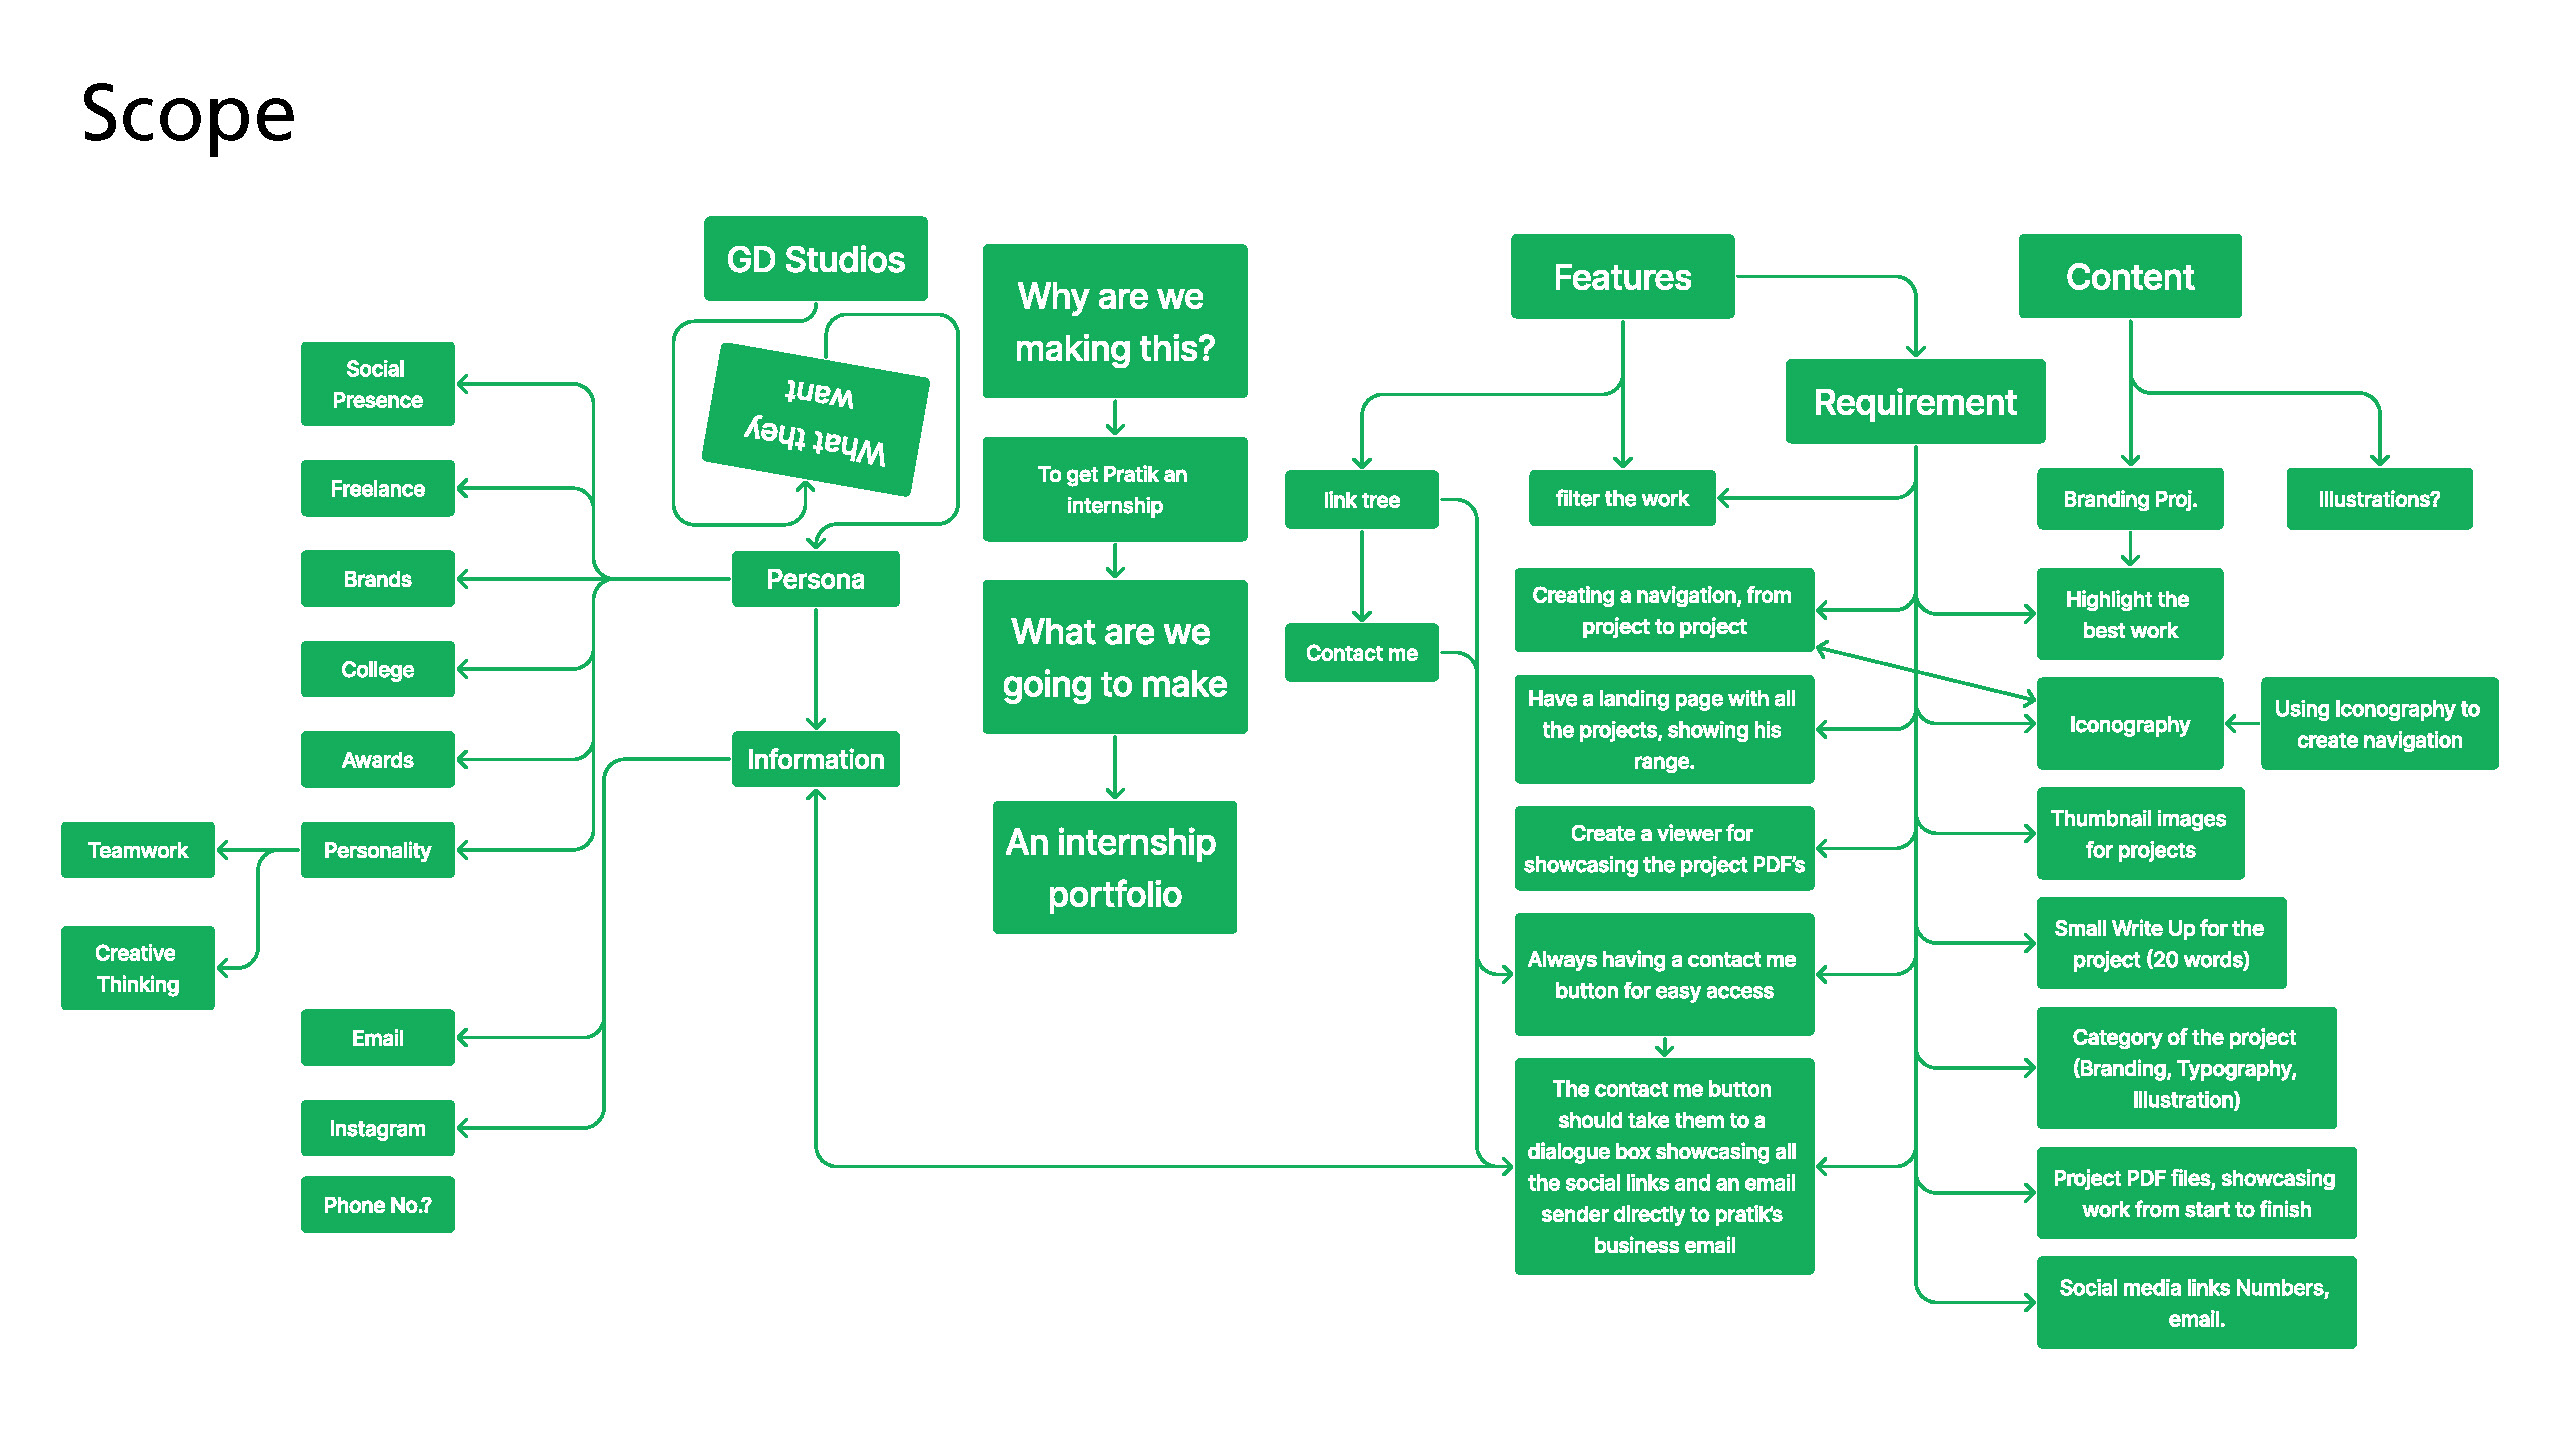 Scope
GD Studios
What they
want
Persona
Information
Social
Presence
Freelance
Brands
College
Awards
Personality
Teamwork
Creative
Thinking
Email
Instagram
Phone No.?
Why are we
making this?
To get Pratik an
internship
What are we
going to make
An internship
portfolio
Features
link tree
Contact me
filter the work
Requirement
Creating a navigation, from
project to project
Have a landing page with all
the projects, showing his
range.
Create a viewer for
showcasing the project PDF's
Always having a contact me
button for easy access
The contact me button
should take them to a
dialogue box showcasing all
the social links and an email
sender directly to pratik's
business email
Content
Branding Proj.
Illustrations?
Highlight the
best work
Iconography
Using Iconography to
create navigation
Thumbnail images
for projects
Small Write Up for the
project (20 words)
Category of the project
(Branding, Typography,
Illustration)
Project PDF files, showcasing
work from start to finish
Social media links Numbers,
email.